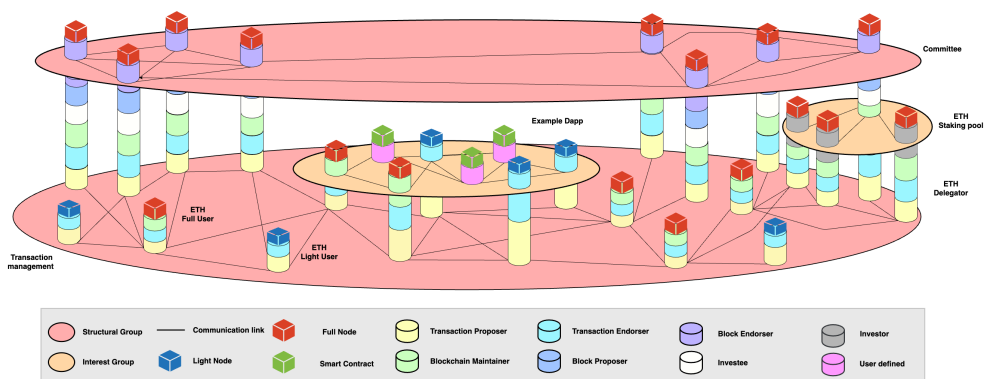 Committee
ETH
Staking pool
Example Dapp
ETH
Delegator
ETH
Full User
ETH
Light User
Transaction
management
Structural Group
Communication link
Full Node
Transaction Proposer
Transaction Endorser
Block Endorser
Investor
Interest Group
Light Node
Smart Contract
Blockchain Maintainer
Block Proposer
Investee
User defined